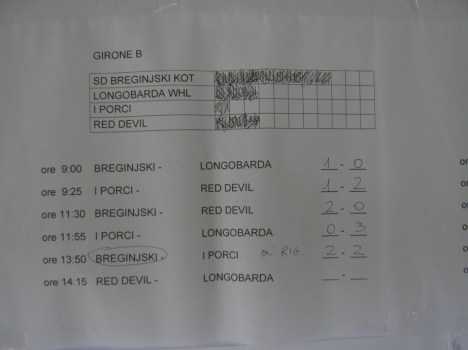 GIRONE B
SD BREGINJSKI KOT
LONGOBARDA WHL
I PORCI
RED DEVIL
ore 9:00 BREGINJSKI - LONGOBARDA 1 - 0
ore 9:25 I PORCI - RED DEVIL 1 - 2
ore 11:30 BREGINJSKI - RED DEVIL 2 - 0
ore 11:55 I PORCI - LONGOBARDA 0 - 3
ore 13:50 BREGINJSKI - I PORCI a' RIG. 2 - 2
ore 14:15 RED DEVIL - LONGOBARDA _ - _